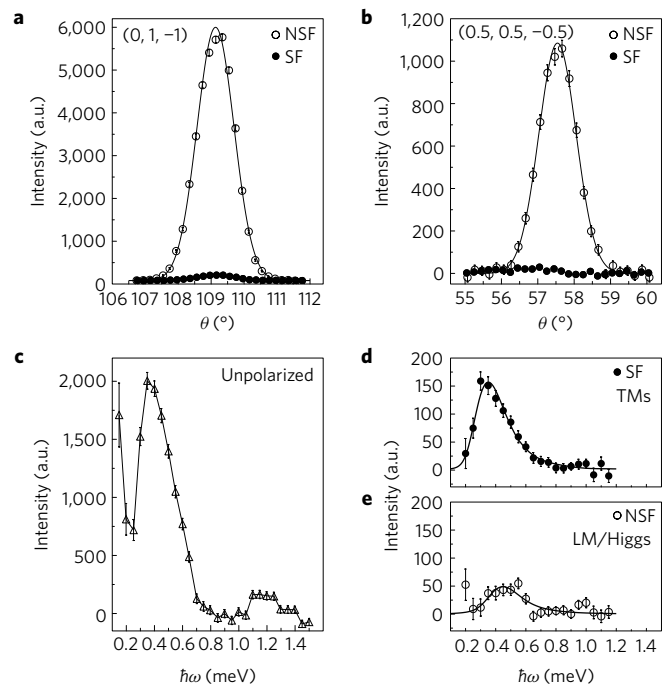 a
(0, 1, −1)
NSF
SF
6,000
5,000
4,000
3,000
2,000
1,000
0
Intensity (a.u.)
106 107 108 109 110 111 112
θ (°)
b
(0.5, 0.5, −0.5)
NSF
SF
1,200
1,000
800
600
400
200
0
Intensity (a.u.)
55 56 57 58 59 60
θ (°)
c
Unpolarized
2,000
1,500
1,000
500
0
Intensity (a.u.)
0.2 0.4 0.6 0.8 1.0 1.2 1.4
ℏω (meV)
d
SF
TMs
200
150
100
50
0
Intensity (a.u.)
e
NSF
LM/Higgs
200
150
100
50
0
0.2 0.4 0.6 0.8 1.0 1.2 1.4
ℏω (meV)